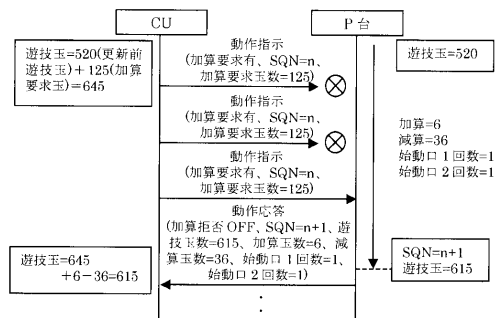 CU
P台
遊技玉=520(更新前
遊技玉)+125(加算
要求玉)=645
動作指示
(加算要求有、SQN=n、
加算要求玉数=125)
遊技玉=520
動作指示
(加算要求有、SQN=n、
加算要求玉数=125)
加算=6
減算=36
始動口1回数=1
始動口2回数=1
動作指示
(加算要求有、SQN=n、
加算要求玉数=125)
動作応答
(加算拒否OFF、SQN=n+1、遊
技玉数=615、加算玉数=6、減
算玉数=36、始動口1回数=1、
始動口2回数=1)
遊技玉=645
+6-36=615
SQN=n+1
遊技玉=615